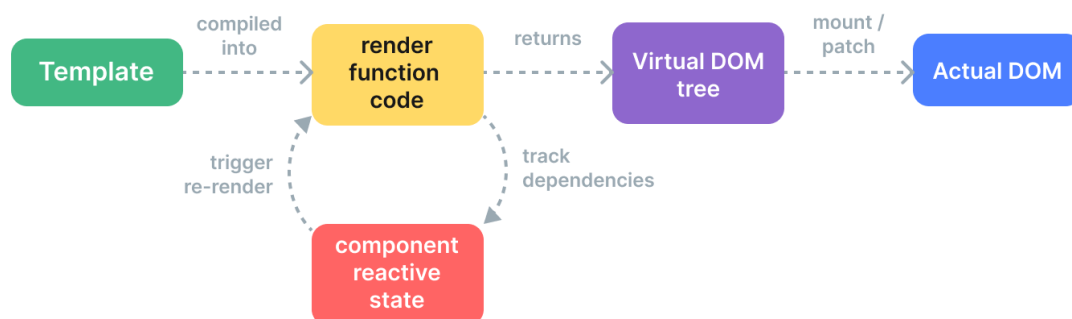 compiled
into
Template
render
function
code
returns
Virtual DOM
tree
mount /
patch
Actual DOM
trigger
re-render
track
dependencies
component
reactive
state